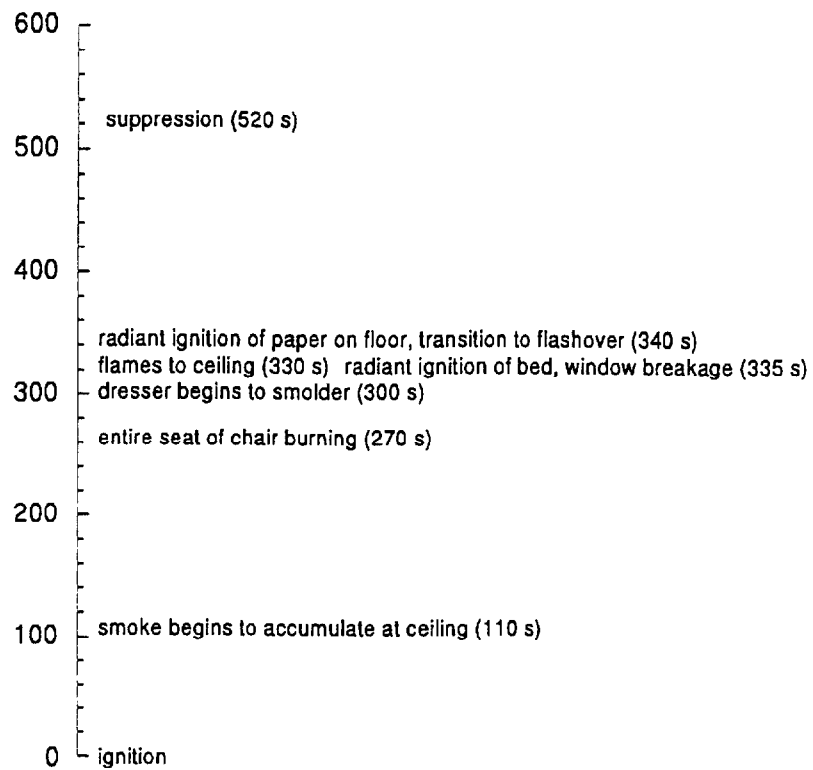 600
suppression (520 s)
500
400
radiant ignition of paper on floor, transition to flashover (340 s)
flames to ceiling (330 s) radiant ignition of bed, window breakage (335 s)
300 dresser begins to smolder (300 s)
entire seat of chair burning (270 s)
200
100 smoke begins to accumulate at ceiling (110 s)
0 ignition